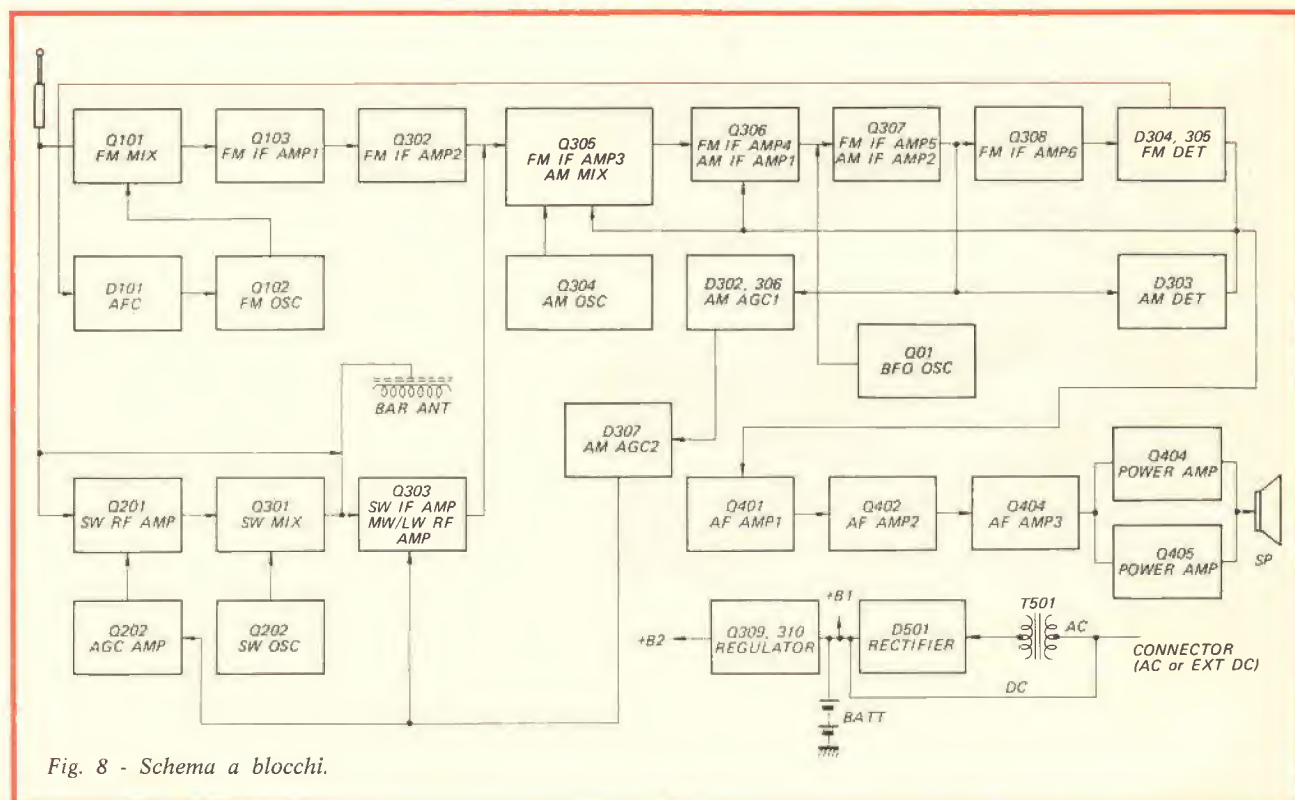 Q101
FM MIX
Q103
FM IF AMP1
Q302
FM IF AMP2
Q305
FM IF AMP3
AM MIX
Q306
FM IF AMP4
AM IF AMP1
Q307
FM IF AMP5
AM IF AMP2
Q308
FM IF AMP6
D304, 305
FM DET
D101
AFC
Q102
FM OSC
Q304
AM OSC
D302, 306
AM AGC1
D303
AM DET
Q01
BFO OSC
BAR ANT
D307
AM AGC2
Q201
SW RF AMP
Q301
SW MIX
Q303
SW IF AMP
MW/LW RF
AMP
Q401
AF AMP1
Q402
AF AMP2
Q404
AF AMP3
Q404
POWER AMP
Q405
POWER AMP
SP
Q202
AGC AMP
Q202
SW OSC
+B2
Q309, 310
REGULATOR
+B1
D501
RECTIFIER
T501
AC
CONNECTOR
(AC or EXT DC)
DC
BATT
Fig. 8 - Schema a blocchi.